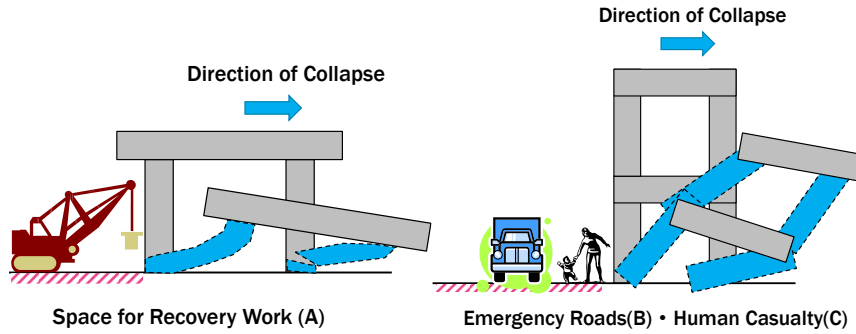 Direction of Collapse
Direction of Collapse
Space for Recovery Work (A)
Emergency Roads(B)・Human Casualty(C)